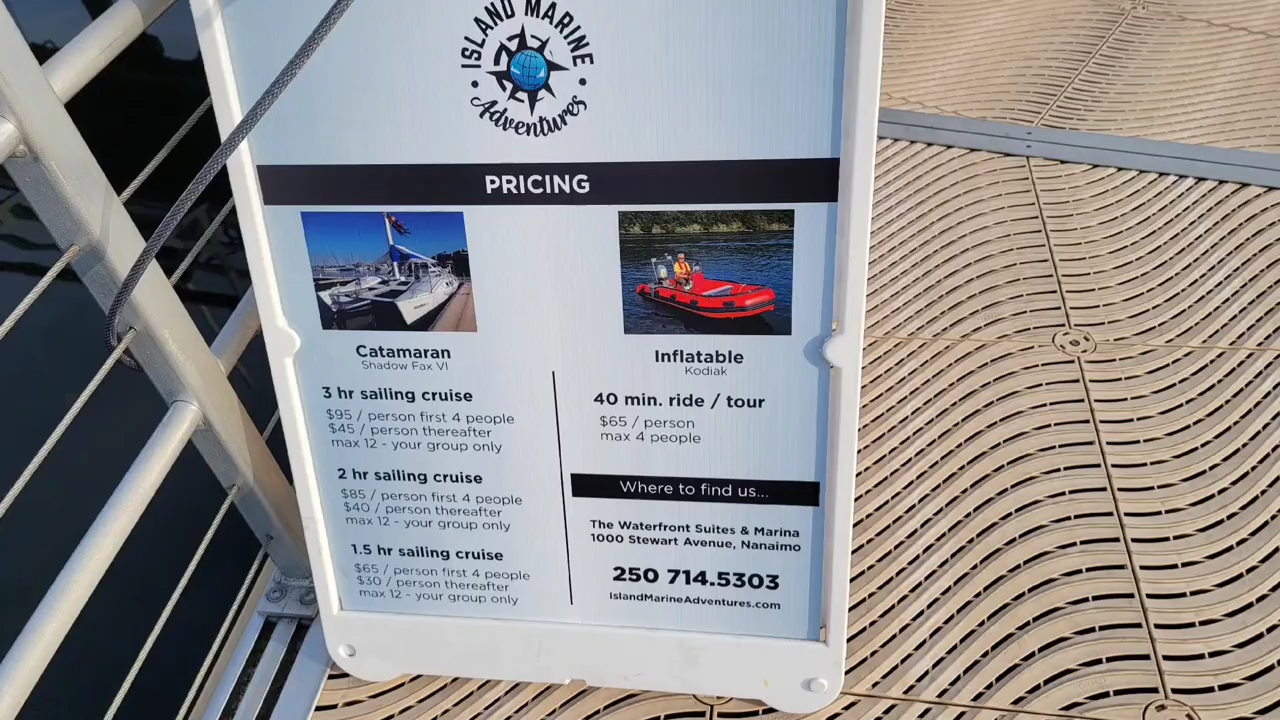 ISLAND MARINE
Adventures
PRICING
Catamaran
Shadow Fax VI
3 hr sailing cruise
$95 / person first 4 people
$45 / person thereafter
max 12 - your group only
2 hr sailing cruise
$85 / person first 4 people
$40 / person thereafter
max 12 - your group only
1.5 hr sailing cruise
$65 / person first 4 people
$30 / person thereafter
max 12 - your group only
Inflatable
Kodiak
40 min. ride / tour
$65 / person
max 4 people
Where to find us...
The Waterfront Suites & Marina
1000 Stewart Avenue, Nanaimo
250 714.5303
IslandMarineAdventures.com